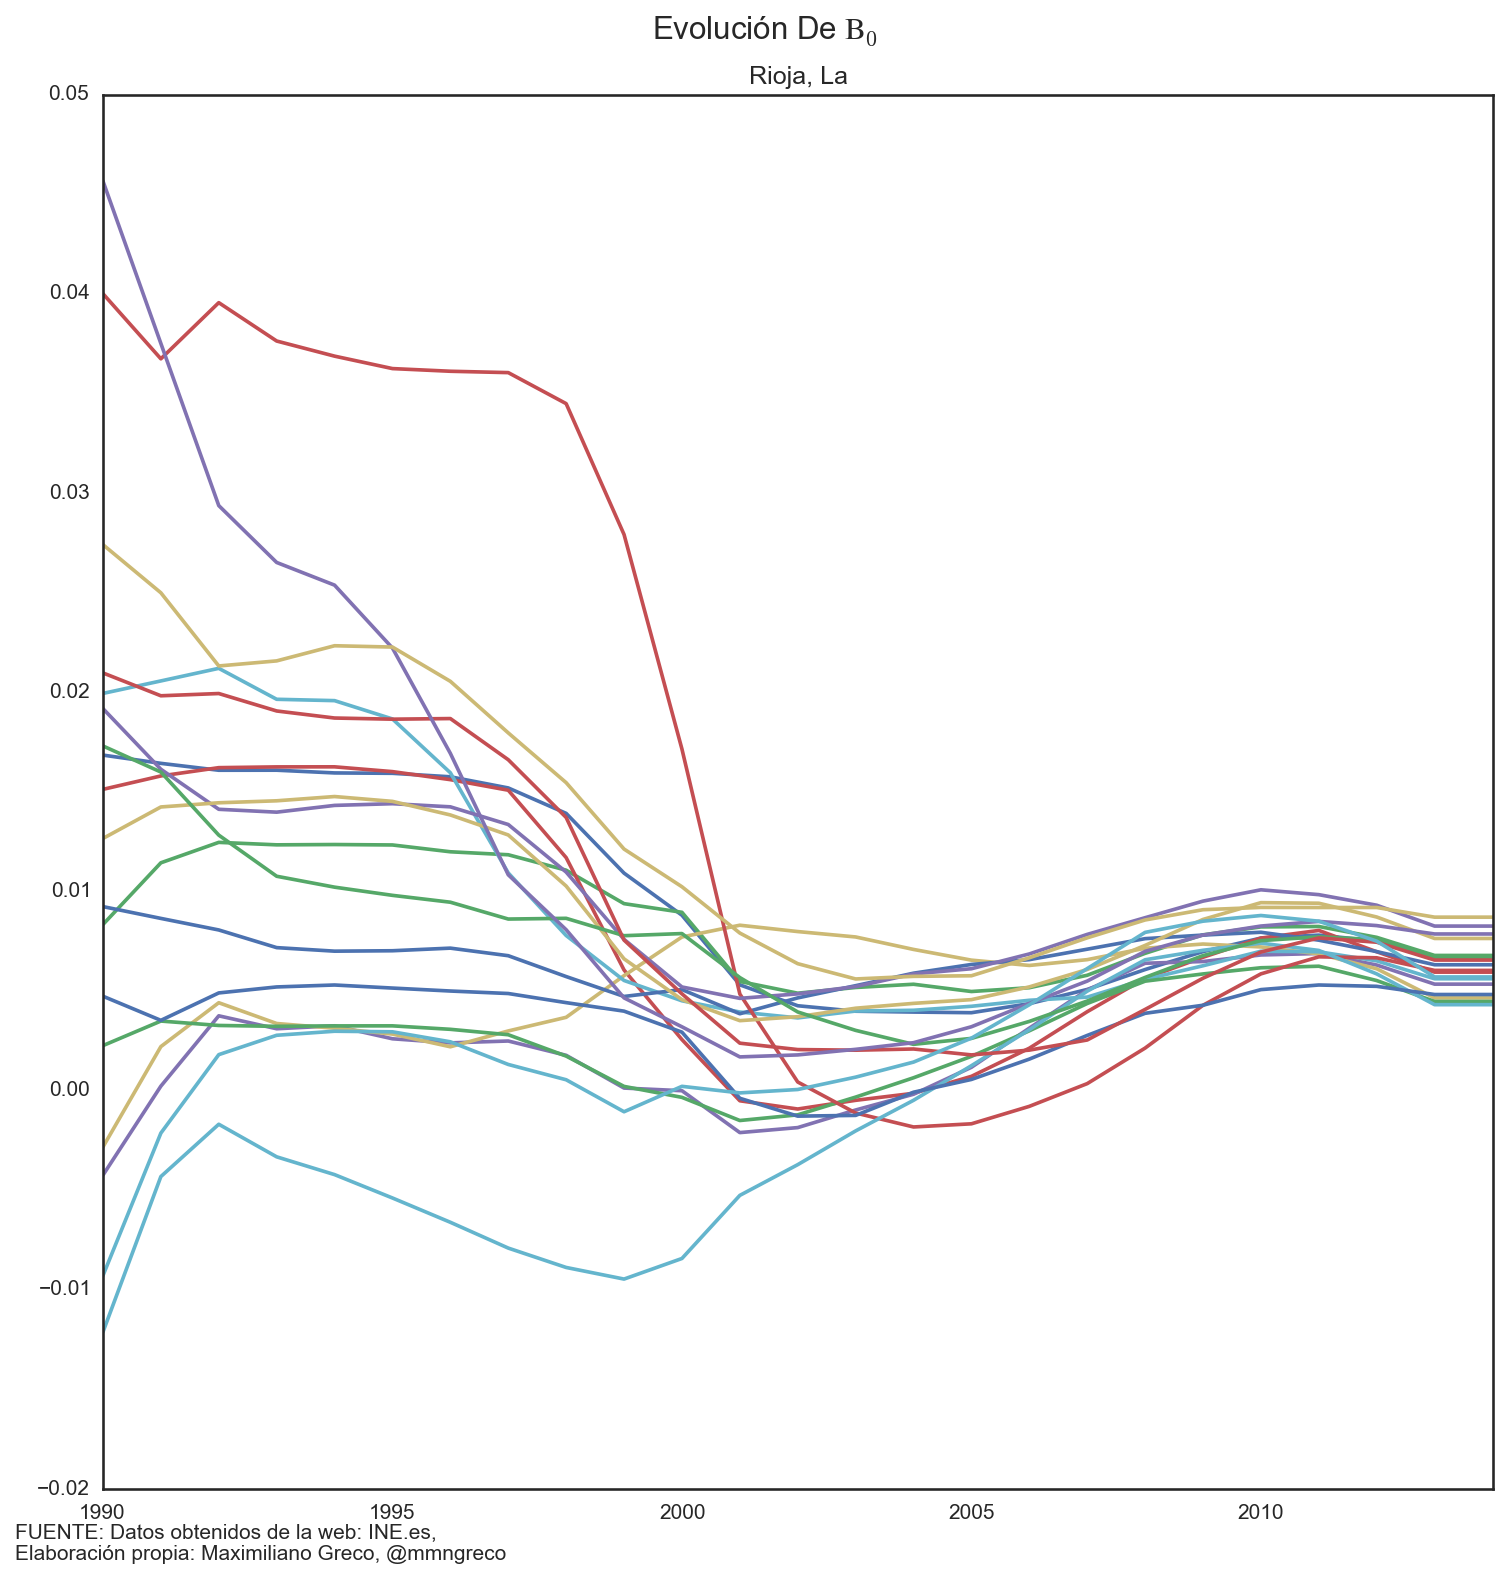 Evolución De B₀
Rioja, La
0.05
0.04
0.03
0.02
0.01
0.00
−0.01
−0.02
1990 1995 2000 2005 2010
FUENTE: Datos obtenidos de la web: INE.es,
Elaboración propia: Maximiliano Greco, @mmngreco